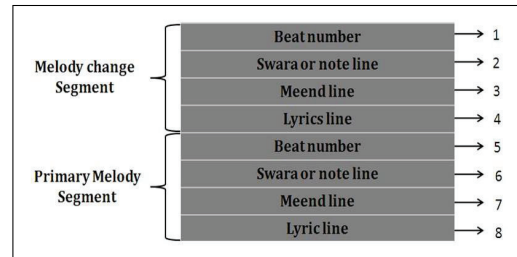 Beat number 1
Swara or note line 2
Melody change
Segment
Meend line 3
Lyrics line 4
Beat number 5
Swara or note line 6
Primary Melody
Segment
Meend line 7
Lyric line 8